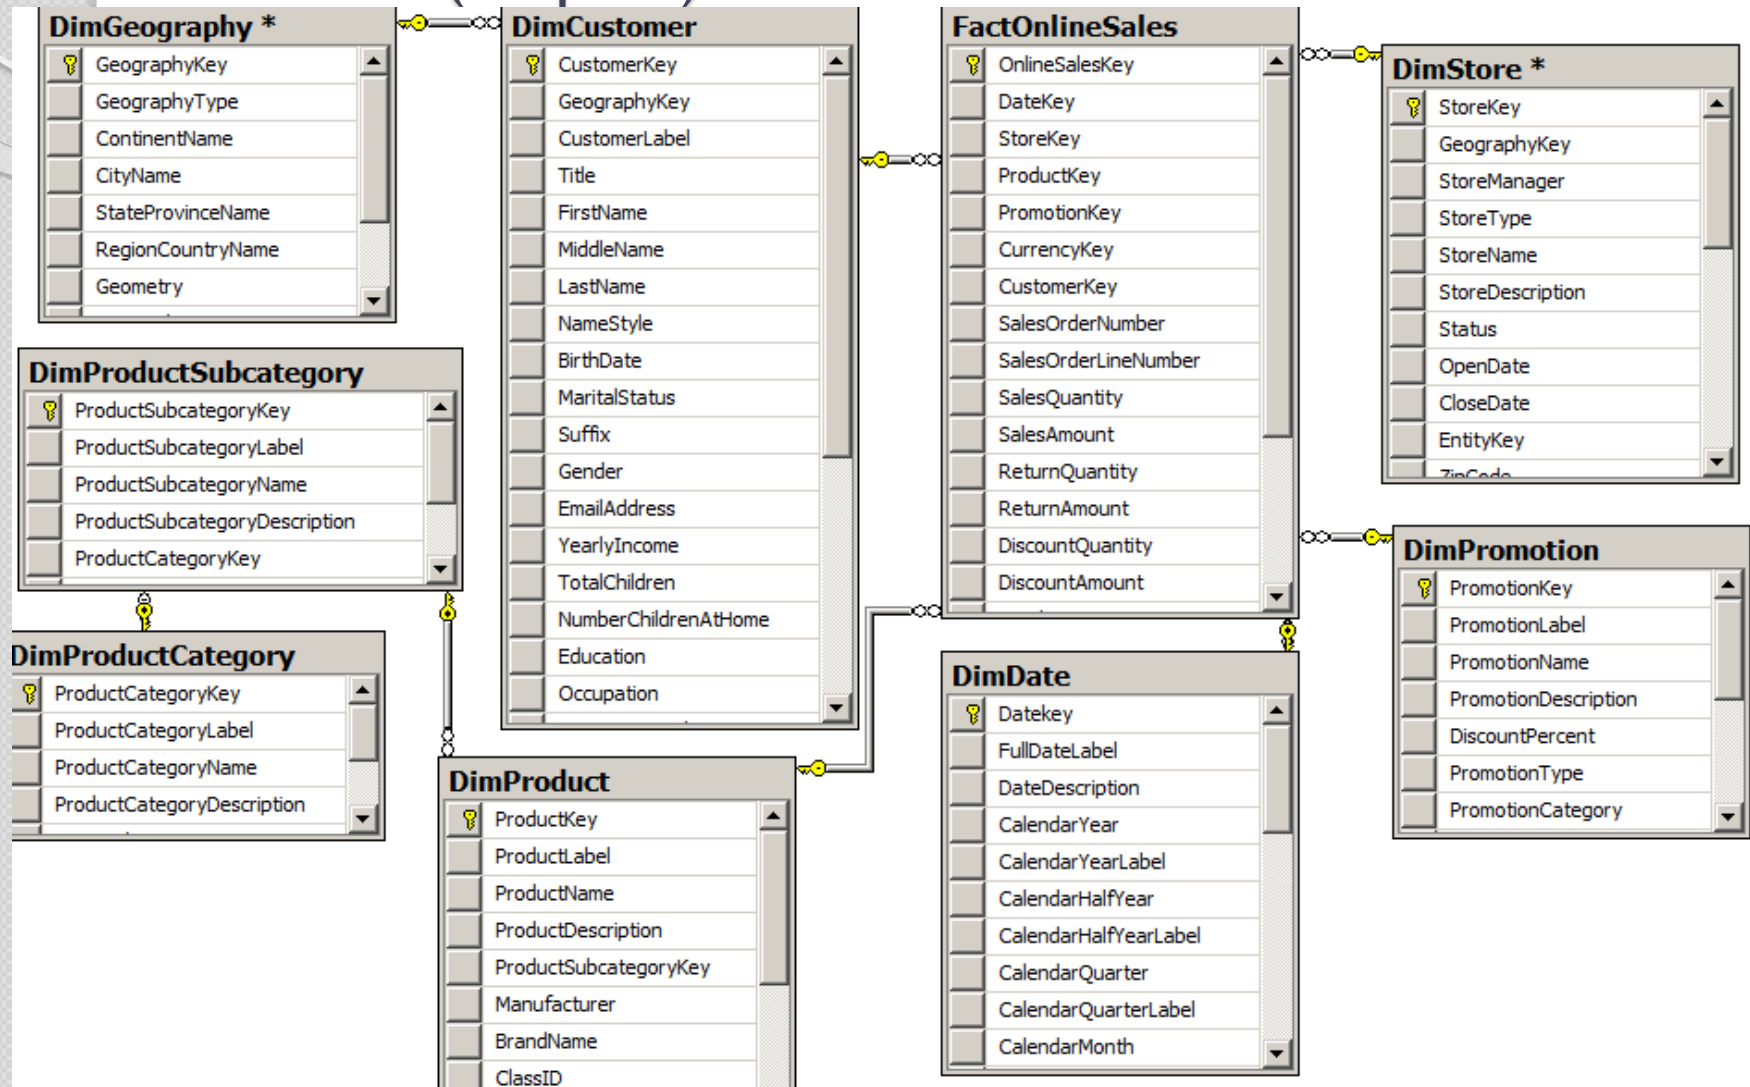 DimGeography *
GeographyKey
GeographyType
ContinentName
CityName
StateProvinceName
RegionCountryName
Geometry
DimCustomer
CustomerKey
GeographyKey
CustomerLabel
Title
FirstName
MiddleName
LastName
NameStyle
BirthDate
MaritalStatus
Suffix
Gender
EmailAddress
YearlyIncome
TotalChildren
NumberChildrenAtHome
Education
Occupation
FactOnlineSales
OnlineSalesKey
DateKey
StoreKey
ProductKey
PromotionKey
CurrencyKey
CustomerKey
SalesOrderNumber
SalesOrderLineNumber
SalesQuantity
SalesAmount
ReturnQuantity
ReturnAmount
DiscountQuantity
DiscountAmount
DimStore *
StoreKey
GeographyKey
StoreManager
StoreType
StoreName
StoreDescription
Status
OpenDate
CloseDate
EntityKey
ZipCode
DimProductSubcategory
ProductSubcategoryKey
ProductSubcategoryLabel
ProductSubcategoryName
ProductSubcategoryDescription
ProductCategoryKey
DimPromotion
PromotionKey
PromotionLabel
PromotionName
PromotionDescription
DiscountPercent
PromotionType
PromotionCategory
DimProductCategory
ProductCategoryKey
ProductCategoryLabel
ProductCategoryName
ProductCategoryDescription
DimDate
Datekey
FullDateLabel
DateDescription
CalendarYear
CalendarYearLabel
CalendarHalfYear
CalendarHalfYearLabel
CalendarQuarter
CalendarQuarterLabel
CalendarMonth
DimProduct
ProductKey
ProductLabel
ProductName
ProductDescription
ProductSubcategoryKey
Manufacturer
BrandName
ClassID